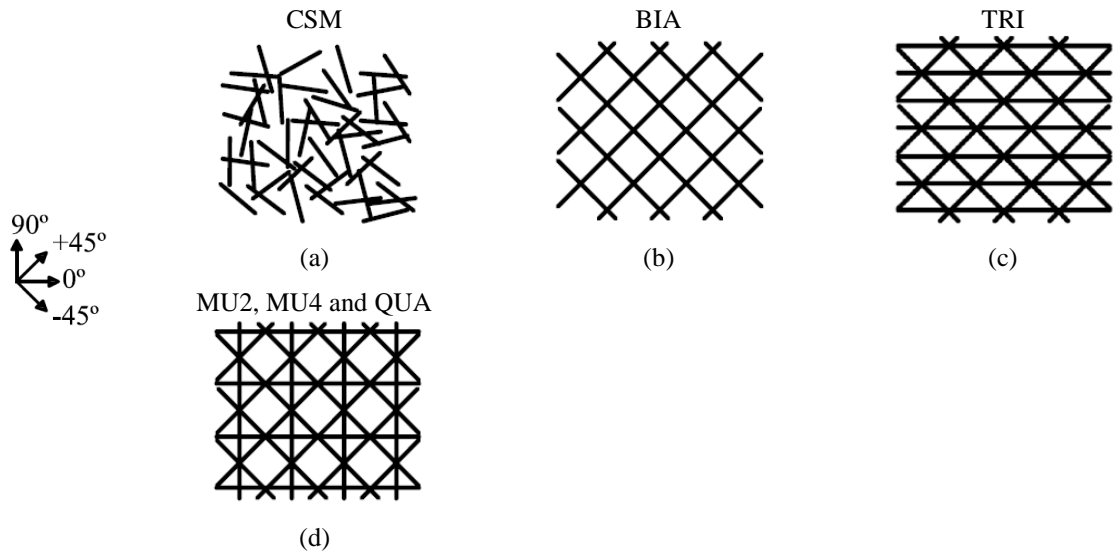 CSM
BIA
TRI
(a)
(b)
(c)
90º
+45º
0º
-45º
MU2, MU4 and QUA
(d)